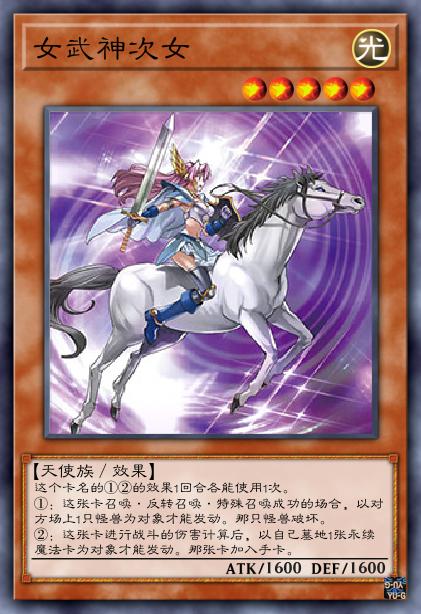 女武神次女
光
【天使族／效果】
这个卡名的①②的效果1回合各能使用1次。
①：这张卡召唤·反转召唤·特殊召唤成功的场合，以对
方场上1只怪兽为对象才能发动。那只怪兽破坏。
②：这张卡进行战斗的伤害计算后，以自己墓地1张永续
魔法卡为对象才能发动。那张卡加入手卡。
ATK/1600 DEF/1600